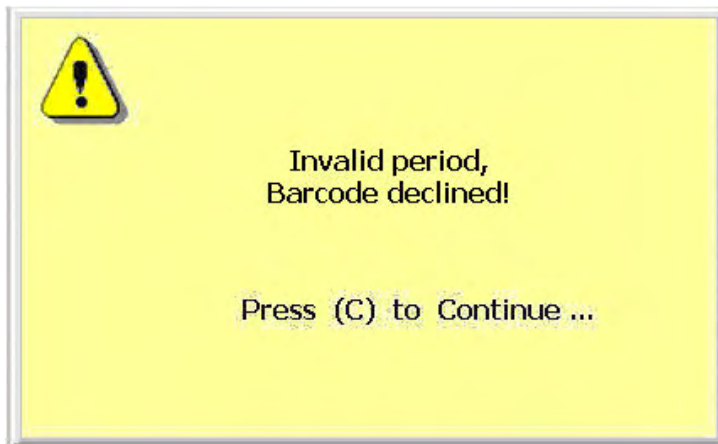 Invalid period,
Barcode declined!
Press (C) to Continue ...